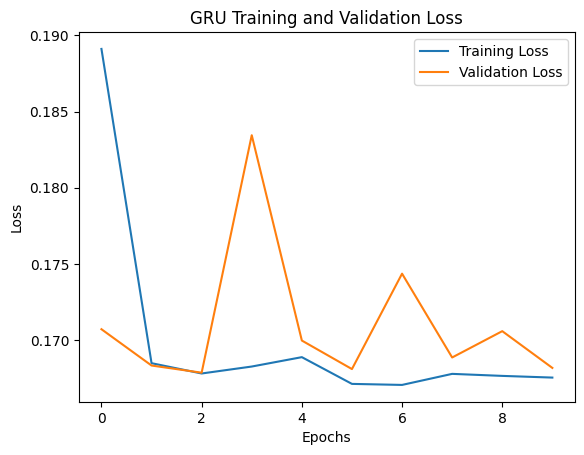 GRU Training and Validation Loss
Training Loss
Validation Loss
0.190
0.185
0.180
0.175
0.170
Loss
0 2 4 6 8
Epochs